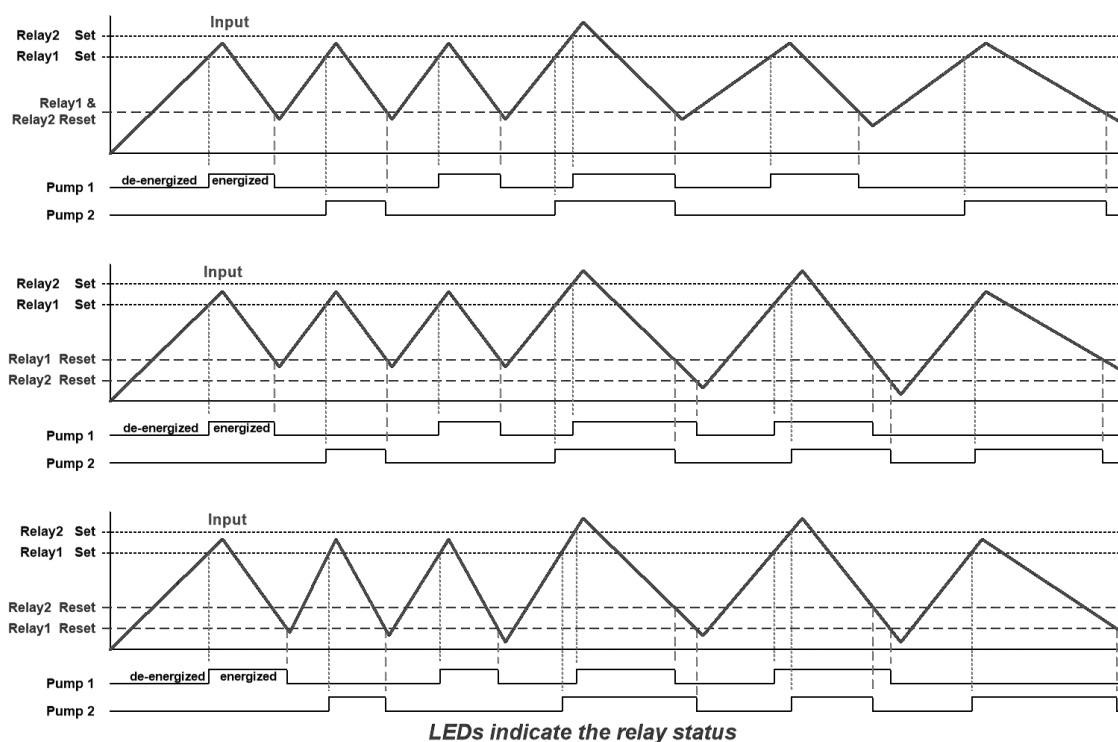 Input
Relay2 Set
Relay1 Set
Relay1 &
Relay2 Reset
de-energized energized
Pump 1
Pump 2
Input
Relay2 Set
Relay1 Set
Relay1 Reset
Relay2 Reset
de-energized energized
Pump 1
Pump 2
Input
Relay2 Set
Relay1 Set
Relay2 Reset
Relay1 Reset
de-energized energized
Pump 1
Pump 2
LEDs indicate the relay status